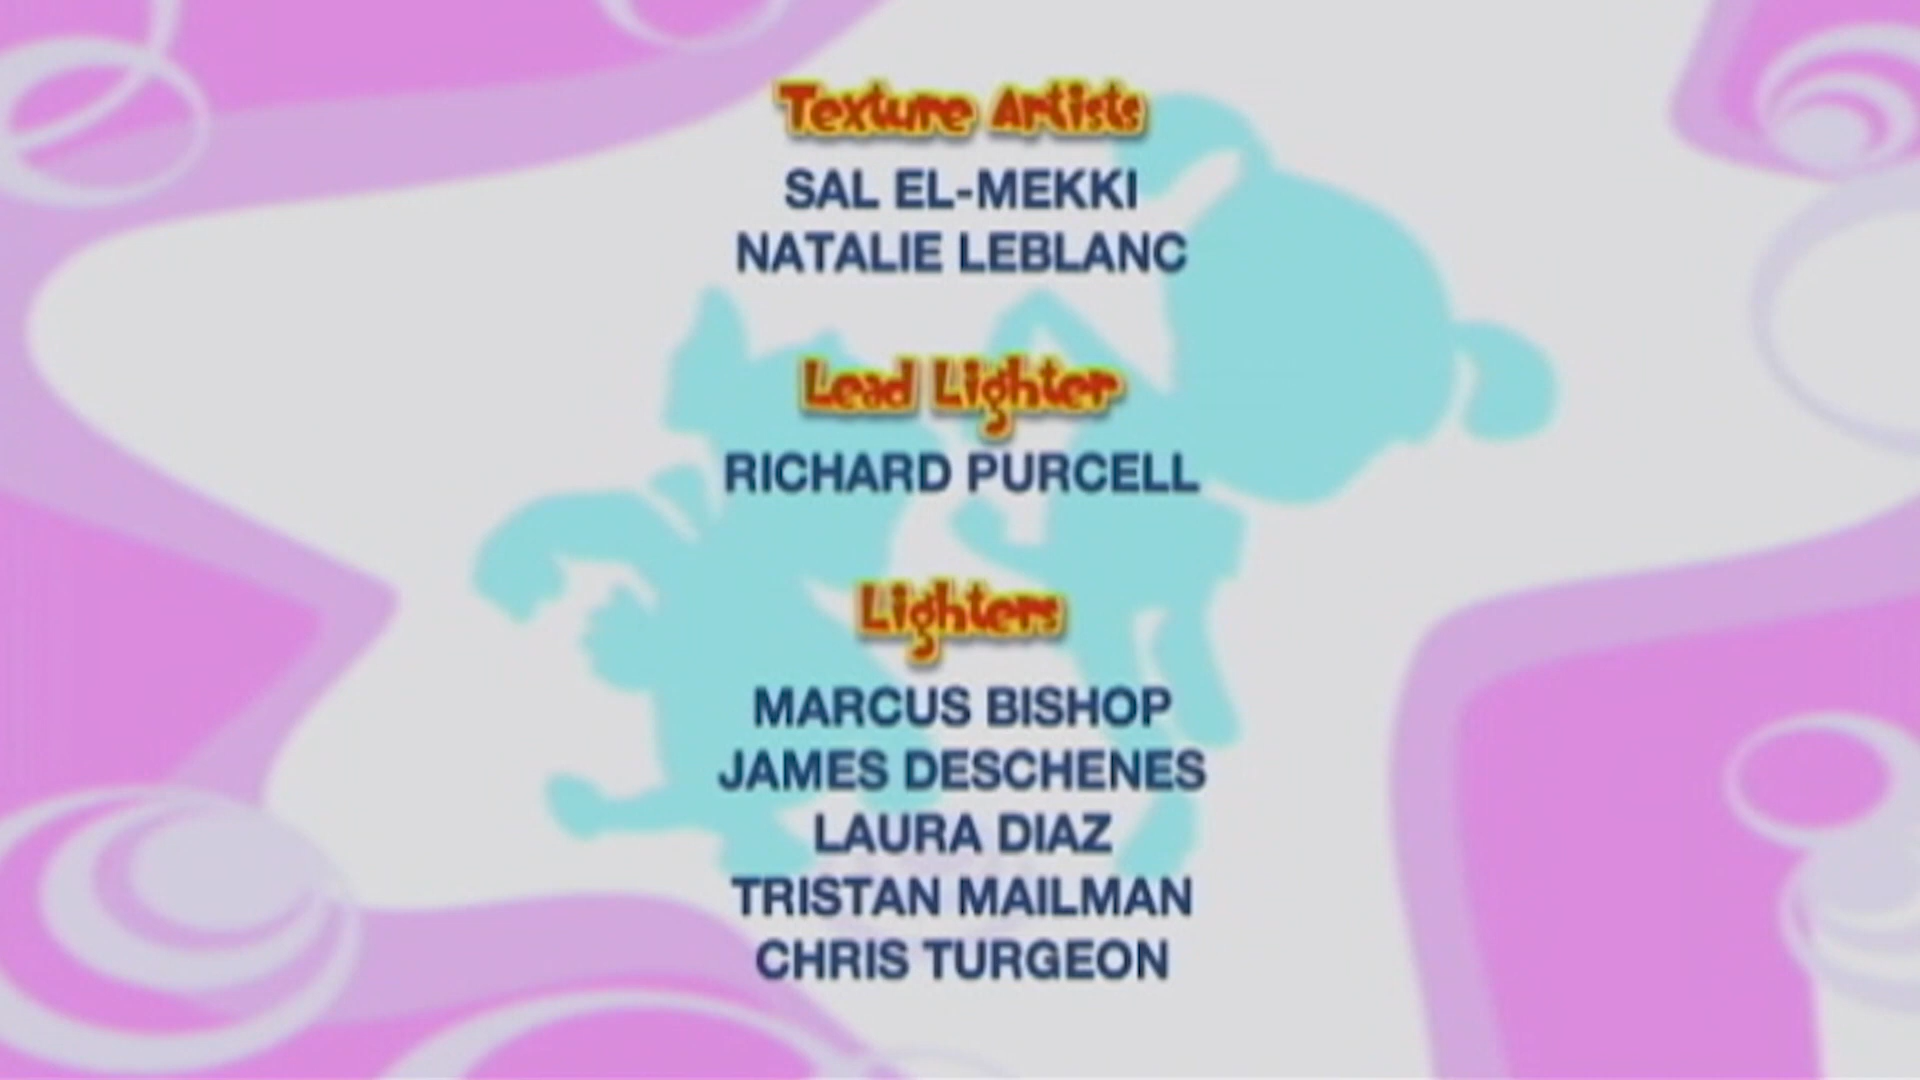 Texture Artists
SAL EL-MEKKI
NATALIE LEBLANC
Lead Lighter
RICHARD PURCELL
Lighters
MARCUS BISHOP
JAMES DESCHENES
LAURA DIAZ
TRISTAN MAILMAN
CHRIS TURGEON